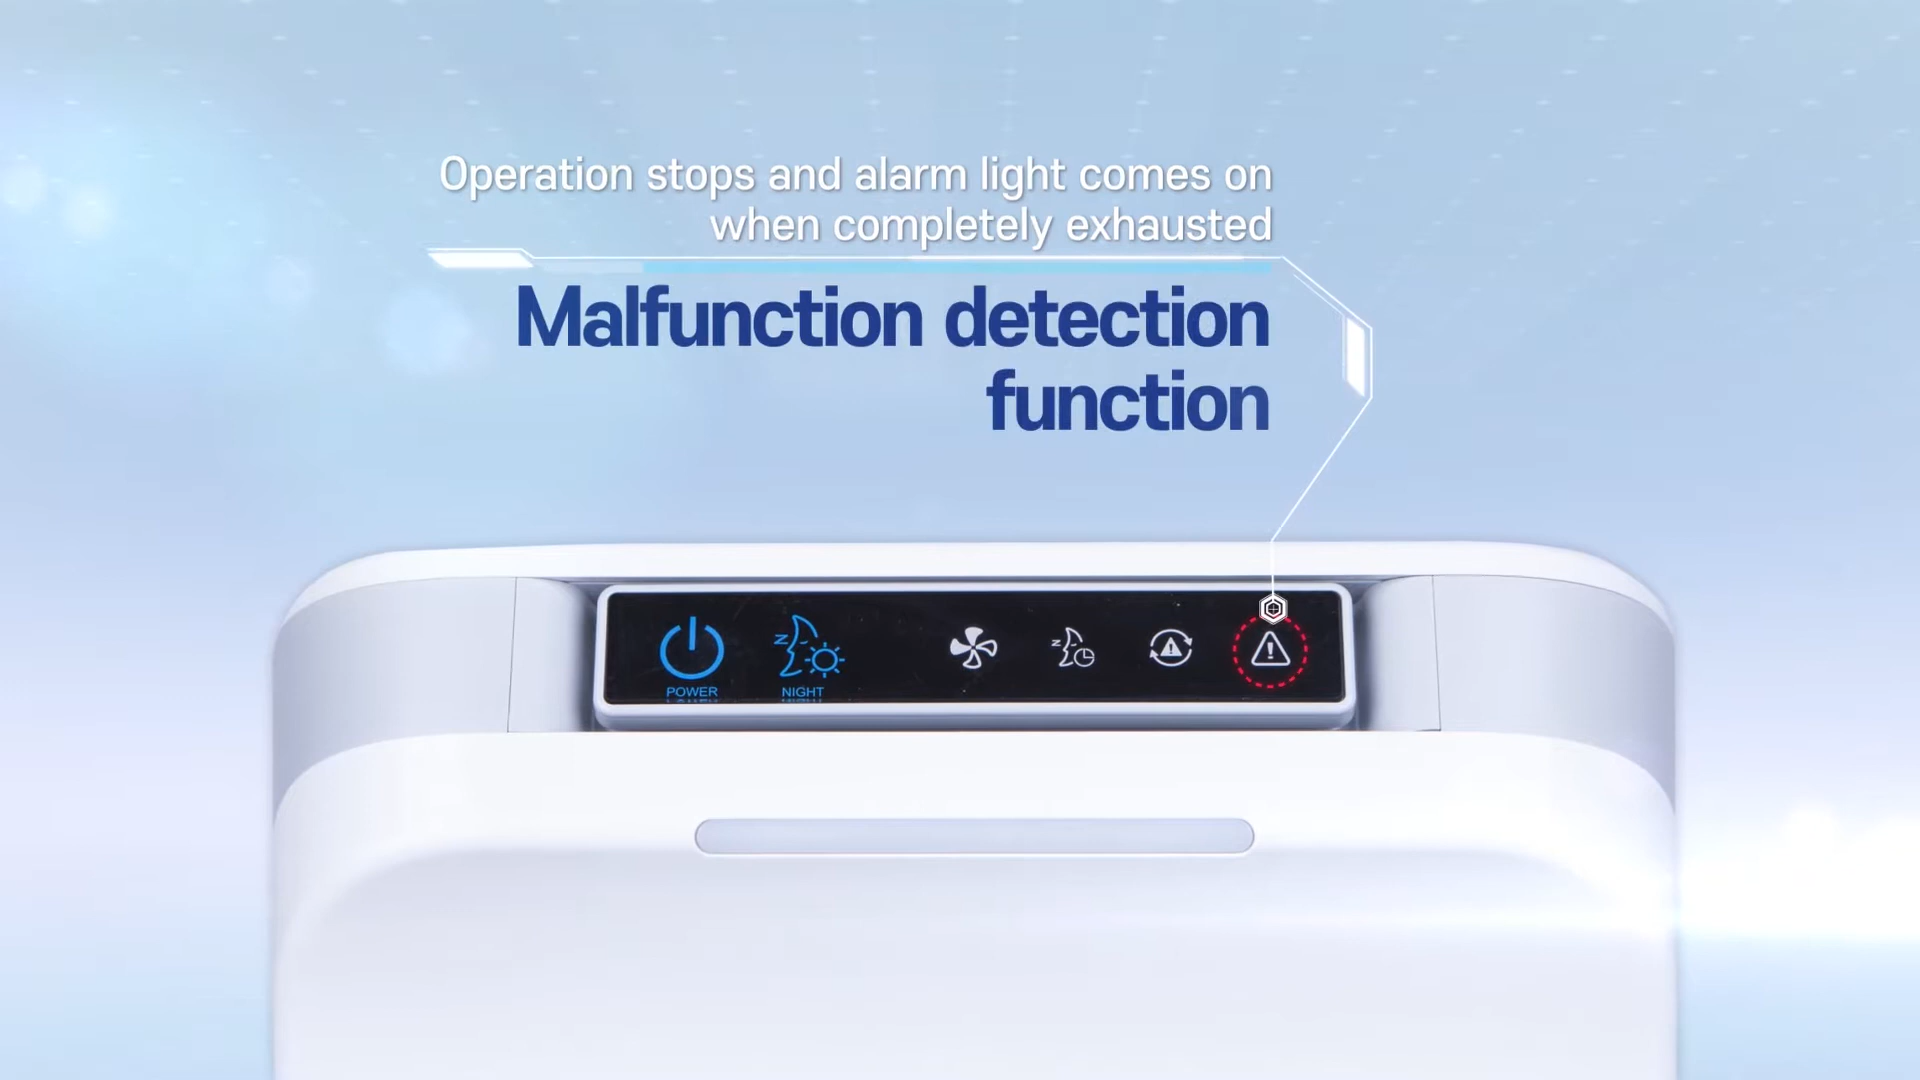 Operation stops and alarm light comes on
when completely exhausted
Malfunction detection
function
POWER
NIGHT